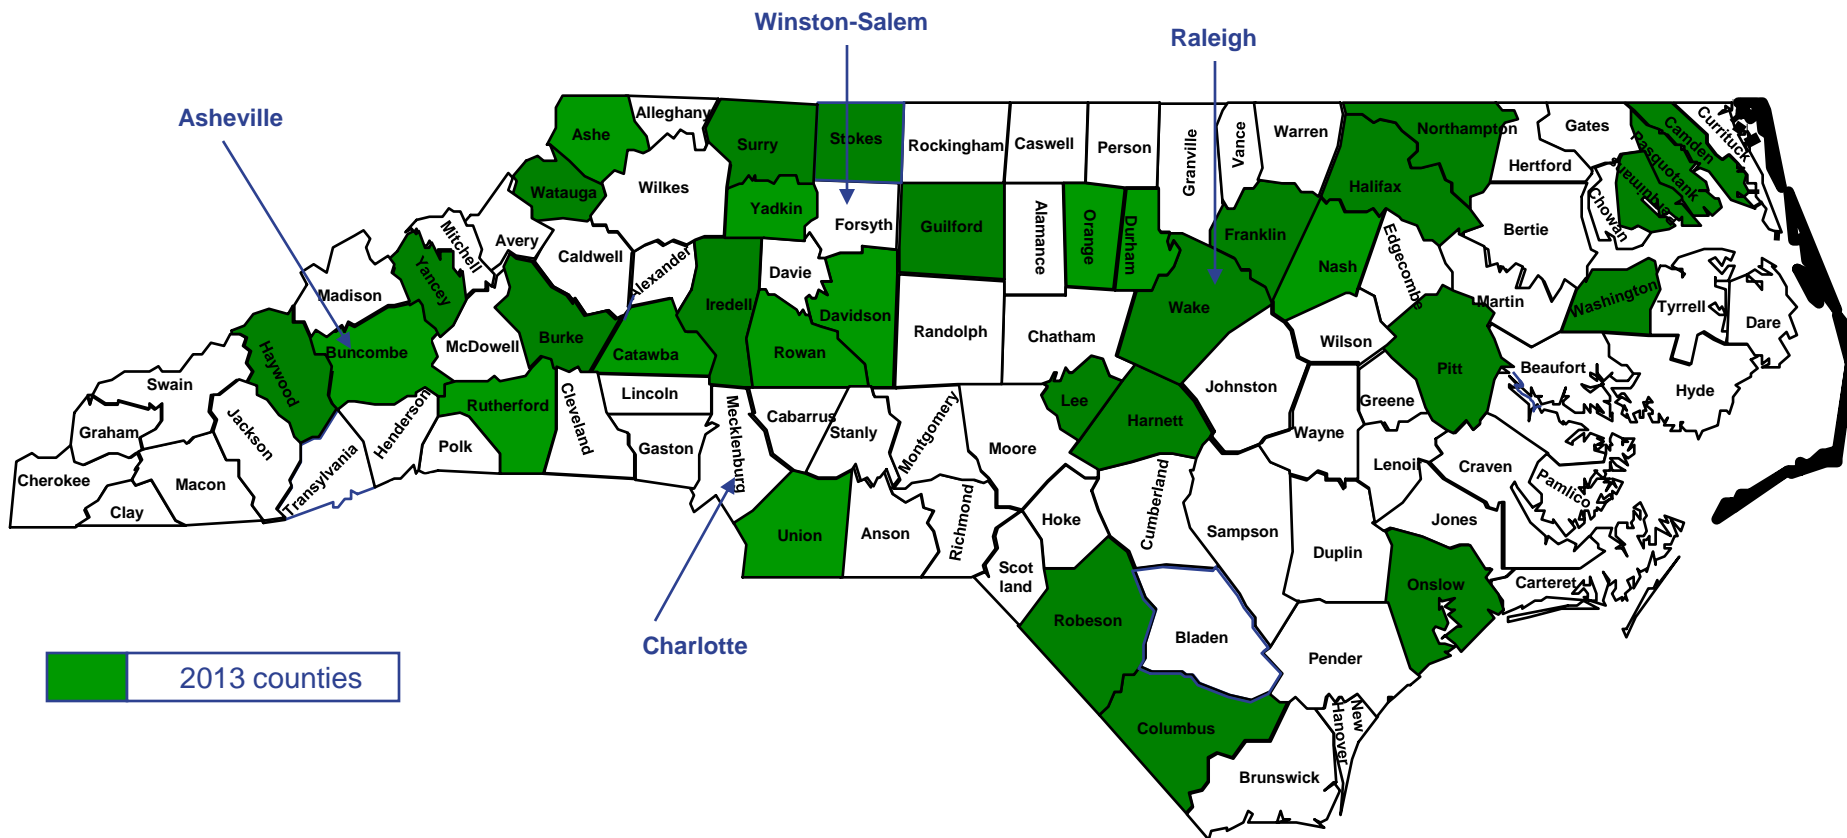 Winston-Salem
Raleigh
Asheville
Charlotte
Alleghany
Ashe
Surry
Stokes
Rockingham
Caswell
Person
Granville
Vance
Warren
Northampton
Gates
Hertford
Camden
Currituck
Pasquotank
Perquimans
Chowan
Halifax
Watauga
Wilkes
Yadkin
Forsyth
Guilford
Alamance
Orange
Durham
Franklin
Nash
Edgecombe
Bertie
Mitchell
Avery
Caldwell
Alexander
Davie
Iredell
Davidson
Randolph
Chatham
Wake
Wilson
Martin
Washington
Tyrrell
Dare
Madison
Yancey
McDowell
Burke
Catawba
Rowan
Johnston
Pitt
Beaufort
Hyde
Haywood
Buncombe
Swain
Graham
Jackson
Cherokee
Clay
Macon
Transylvania
Henderson
Polk
Rutherford
Cleveland
Lincoln
Gaston
Mecklenburg
Cabarrus
Stanly
Montgomery
Moore
Lee
Harnett
Wayne
Greene
Lenoir
Craven
Pamlico
Jones
Union
Anson
Richmond
Scot
land
Hoke
Cumberland
Sampson
Duplin
Onslow
Carteret
Robeson
Bladen
Pender
Columbus
New
Hanover
Brunswick
2013 counties